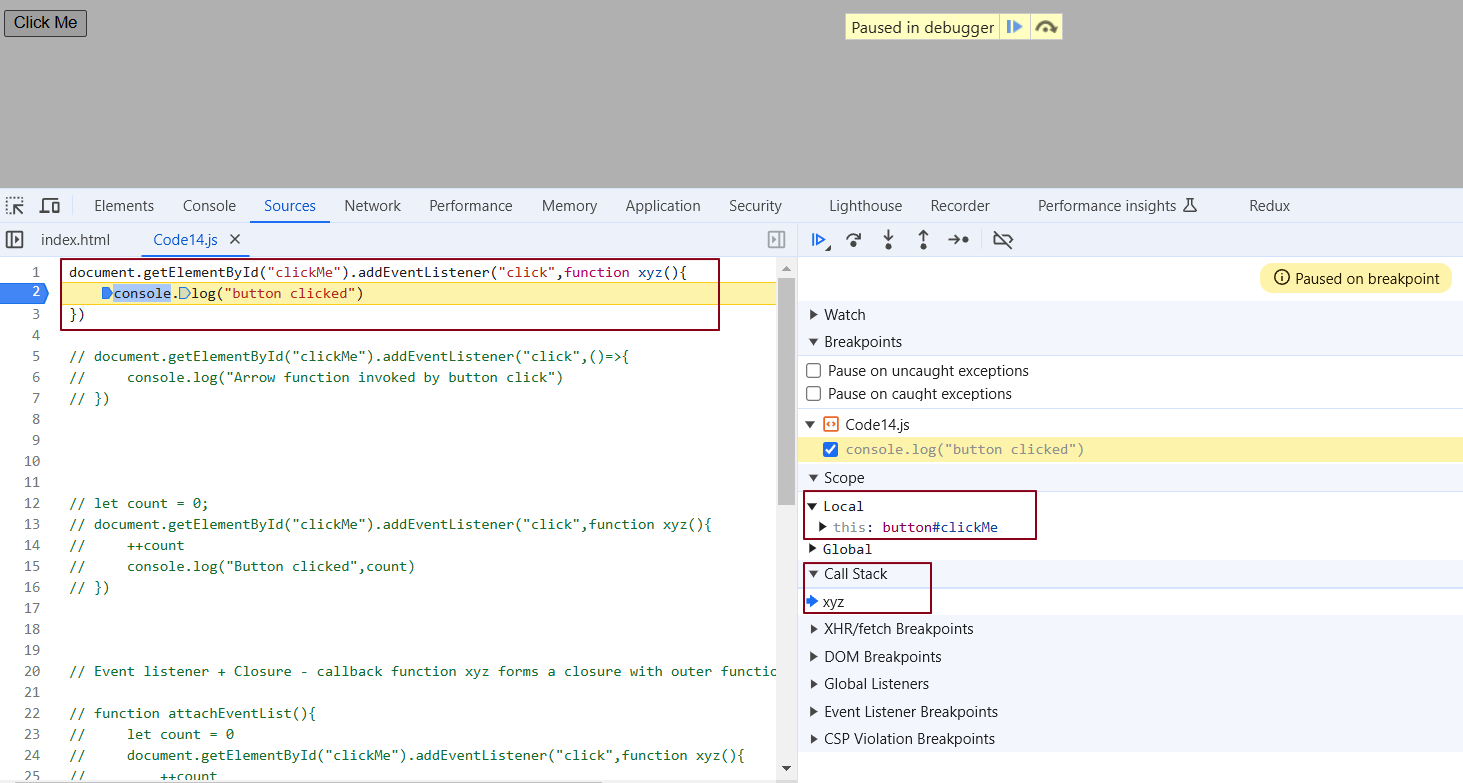 Click Me
Paused in debugger
Elements Console Sources Network Performance Memory Application Security Lighthouse Recorder Performance insights Redux
index.html Code14.js
1 document.getElementById("clickMe").addEventListener("click",function xyz(){
2 console.log("button clicked")
3 })
4
5 // document.getElementById("clickMe").addEventListener("click",()=>{
6 //     console.log("Arrow function invoked by button click")
7 // })
8
9
10
11
12 // let count = 0;
13 // document.getElementById("clickMe").addEventListener("click",function xyz(){
14 //     ++count
15 //     console.log("Button clicked",count)
16 // })
17
18
19
20 // Event listener + Closure - callback function xyz forms a closure with outer functio
21
22 // function attachEventList(){
23 //     let count = 0
24 //     document.getElementById("clickMe").addEventListener("click",function xyz(){
25 //         ++count
Paused on breakpoint
Watch
Breakpoints
Pause on uncaught exceptions
Pause on caught exceptions
Code14.js
console.log("button clicked")
Scope
Local
this: button#clickMe
Global
Call Stack
xyz
XHR/fetch Breakpoints
DOM Breakpoints
Global Listeners
Event Listener Breakpoints
CSP Violation Breakpoints